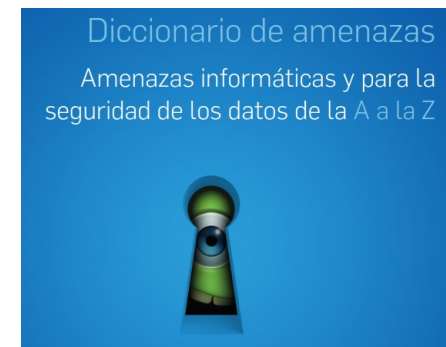 Diccionario de amenazas
Amenazas informáticas y para la
seguridad de los datos de la A a la Z